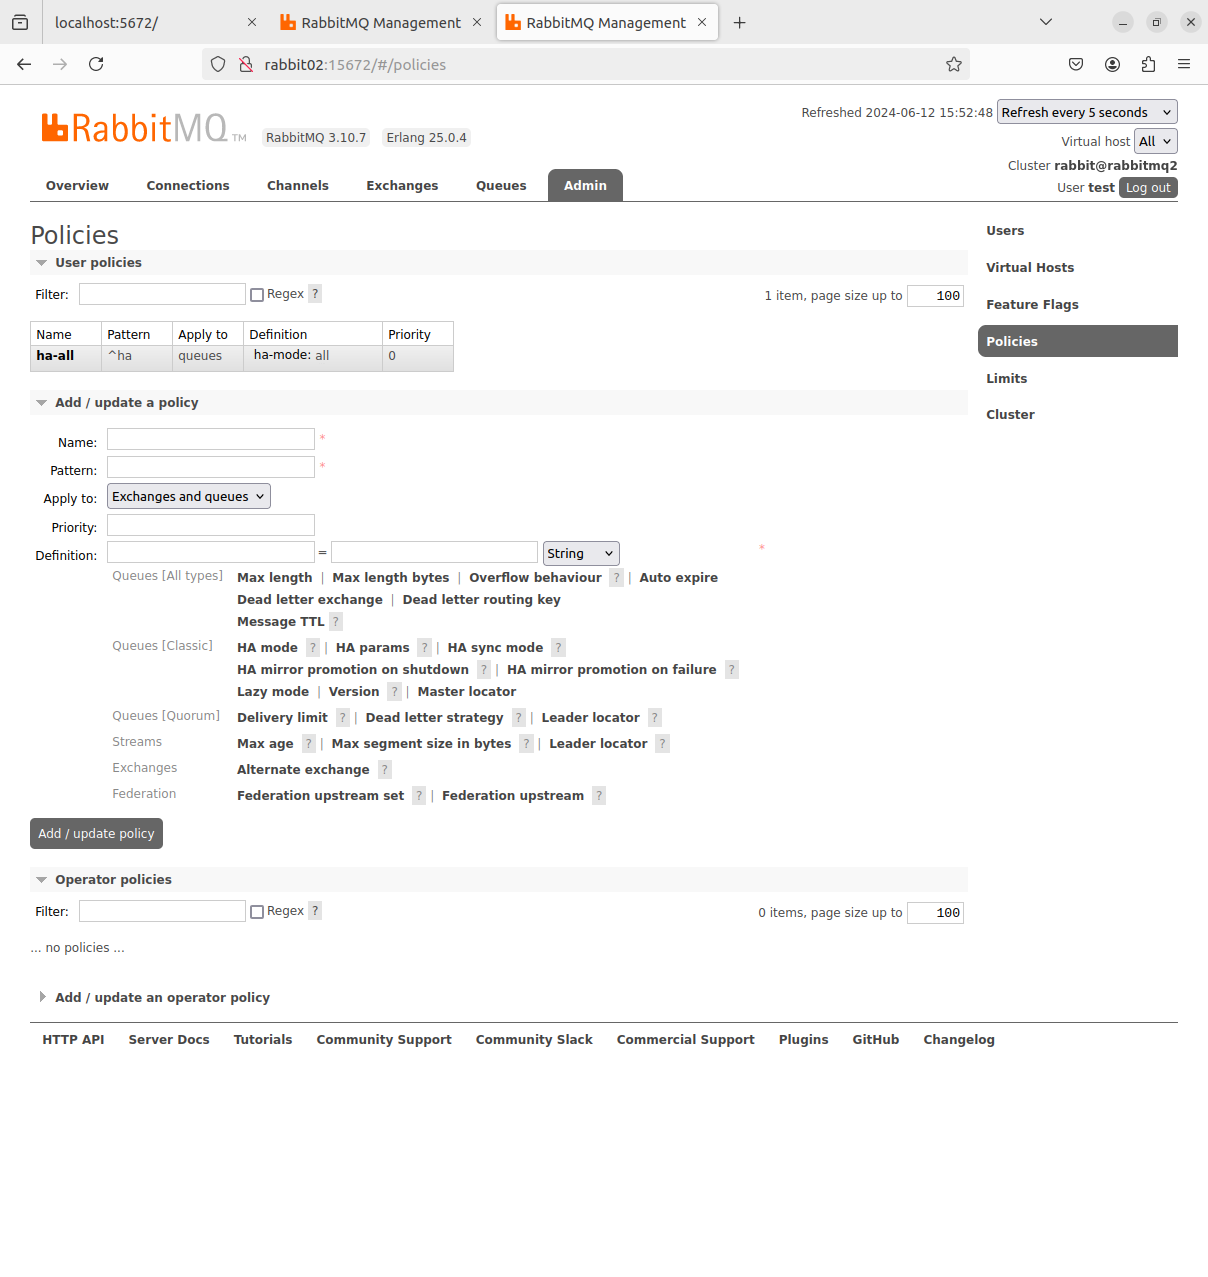 localhost:5672/ RabbitMQ Management RabbitMQ Management
rabbit02:15672/#/policies
Refreshed 2024-06-12 15:52:48 Refresh every 5 seconds
RabbitMQ TM RabbitMQ 3.10.7 Erlang 25.0.4
Virtual host All
Cluster rabbit@rabbitmq2
User test Log out
Overview Connections Channels Exchanges Queues Admin
Policies
Users
Virtual Hosts
Feature Flags
Policies
Limits
Cluster
User policies
Filter: Regex ? 1 item, page size up to 100
Name Pattern Apply to Definition Priority
ha-all ^ha queues ha-mode: all 0
Add / update a policy
Name: *
Pattern: *
Apply to: Exchanges and queues
Priority:
Definition: = String *
Queues [All types] Max length | Max length bytes | Overflow behaviour ? | Auto expire
Dead letter exchange | Dead letter routing key
Message TTL ?
Queues [Classic] HA mode ? | HA params ? | HA sync mode ?
HA mirror promotion on shutdown ? | HA mirror promotion on failure ?
Lazy mode | Version ? | Master locator
Queues [Quorum] Delivery limit ? | Dead letter strategy ? | Leader locator ?
Streams Max age ? | Max segment size in bytes ? | Leader locator ?
Exchanges Alternate exchange ?
Federation Federation upstream set ? | Federation upstream ?
Add / update policy
Operator policies
Filter: Regex ? 0 items, page size up to 100
... no policies ...
Add / update an operator policy
HTTP API Server Docs Tutorials Community Support Community Slack Commercial Support Plugins GitHub Changelog